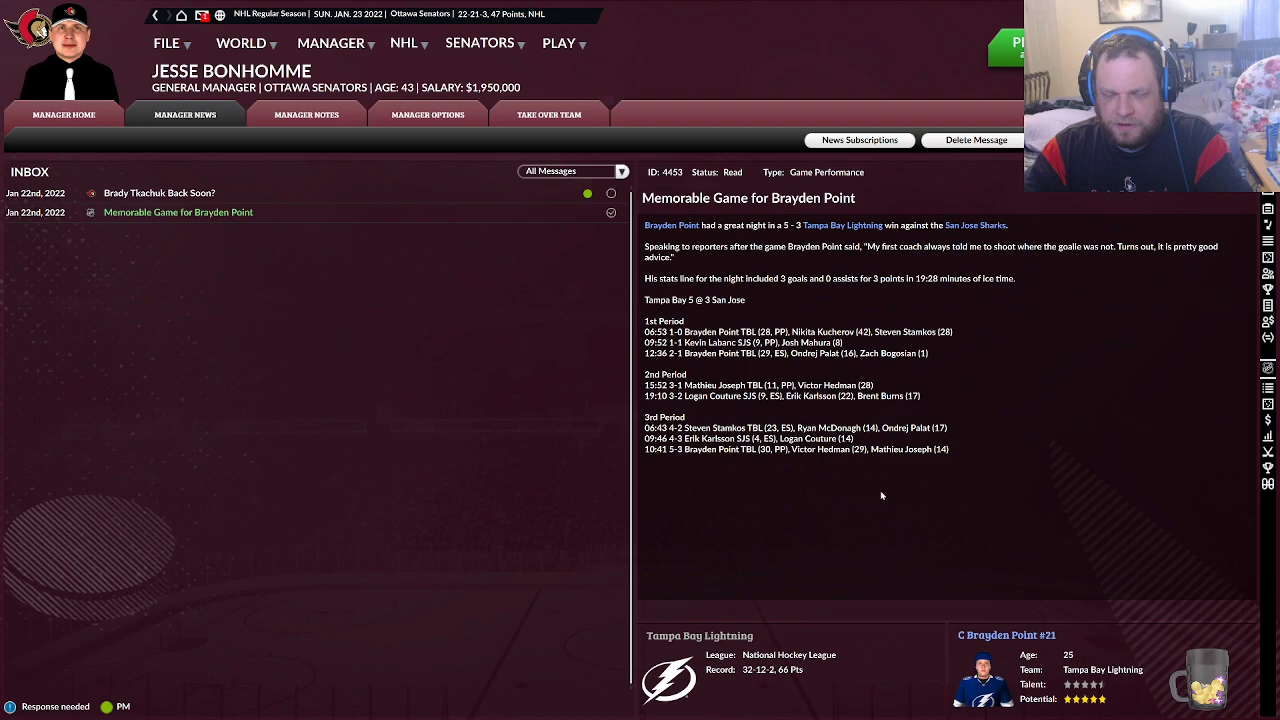 NHL Regular Season | SUN. JAN. 23 2022 | Ottawa Senators | 22-21-3, 47 Points, NHL
FILE WORLD MANAGER NHL SENATORS PLAY
JESSE BONHOMME
GENERAL MANAGER | OTTAWA SENATORS | AGE: 43 | SALARY: $1,950,000
MANAGER HOME MANAGER NEWS MANAGER NOTES MANAGER OPTIONS TAKE OVER TEAM
News Subscriptions Delete Message
INBOX All Messages
Jan 22nd, 2022 Brady Tkachuk Back Soon?
Jan 22nd, 2022 Memorable Game for Brayden Point
ID: 4453 Status: Read Type: Game Performance
Memorable Game for Brayden Point
Brayden Point had a great night in a 5 - 3 Tampa Bay Lightning win against the San Jose Sharks.
Speaking to reporters after the game Brayden Point said, "My first coach always told me to shoot where the goalie was not. Turns out, it is pretty good
advice."
His stats line for the night included 3 goals and 0 assists for 3 points in 19:28 minutes of ice time.
Tampa Bay 5 @ 3 San Jose
1st Period
06:53 1-0 Brayden Point TBL (28, PP), Nikita Kucherov (42), Steven Stamkos (28)
09:52 1-1 Kevin Labanc SJS (9, PP), Josh Mahura (8)
12:36 2-1 Brayden Point TBL (29, ES), Ondrej Palat (16), Zach Bogosian (1)
2nd Period
15:52 3-1 Mathieu Joseph TBL (11, PP), Victor Hedman (28)
19:10 3-2 Logan Couture SJS (9, ES), Erik Karlsson (22), Brent Burns (17)
3rd Period
06:43 4-2 Steven Stamkos TBL (23, ES), Ryan McDonagh (14), Ondrej Palat (17)
09:46 4-3 Erik Karlsson SJS (4, ES), Logan Couture (14)
10:41 5-3 Brayden Point TBL (30, PP), Victor Hedman (29), Mathieu Joseph (14)
Tampa Bay Lightning
League: National Hockey League
Record: 32-12-2, 66 Pts
C Brayden Point #21
Age: 25
Team: Tampa Bay Lightning
Talent:
Potential:
Response needed PM